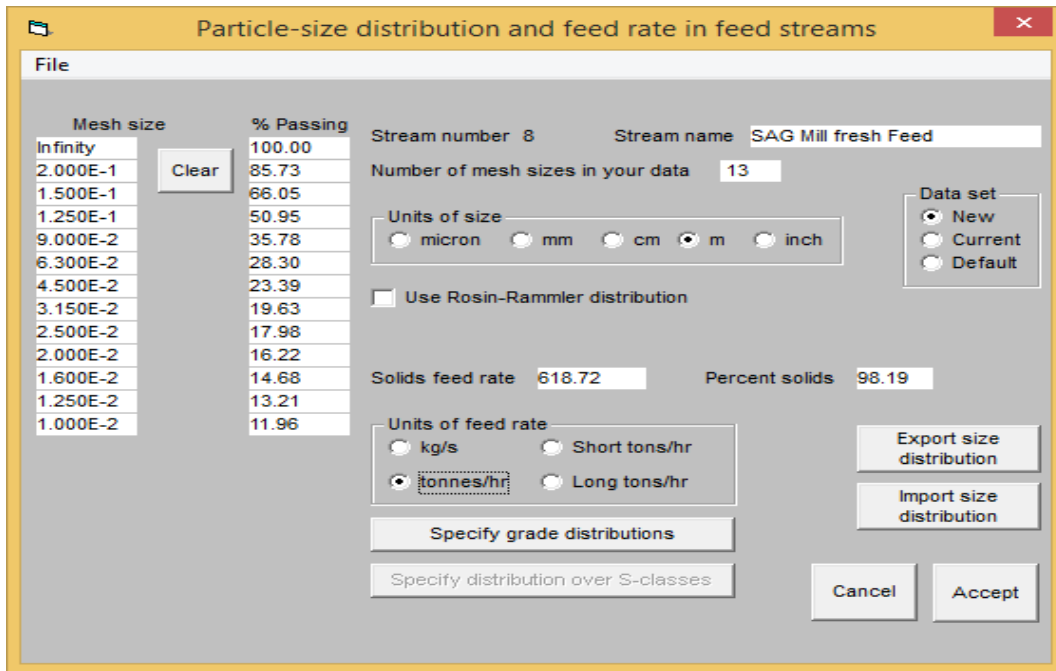 Particle-size distribution and feed rate in feed streams
File
Mesh size % Passing
Infinity 100.00
2.000E-1 85.73
1.500E-1 66.05
1.250E-1 50.95
9.000E-2 35.78
6.300E-2 28.30
4.500E-2 23.39
3.150E-2 19.63
2.500E-2 17.98
2.000E-2 16.22
1.600E-2 14.68
1.250E-2 13.21
1.000E-2 11.96
Clear
Stream number 8 Stream name SAG Mill fresh Feed
Number of mesh sizes in your data 13
Units of size
micron mm cm m inch
Data set
New
Current
Default
Use Rosin-Rammler distribution
Solids feed rate 618.72 Percent solids 98.19
Units of feed rate
kg/s Short tons/hr
tonnes/hr Long tons/hr
Export size
distribution
Import size
distribution
Specify grade distributions
Specify distribution over S-classes
Cancel Accept